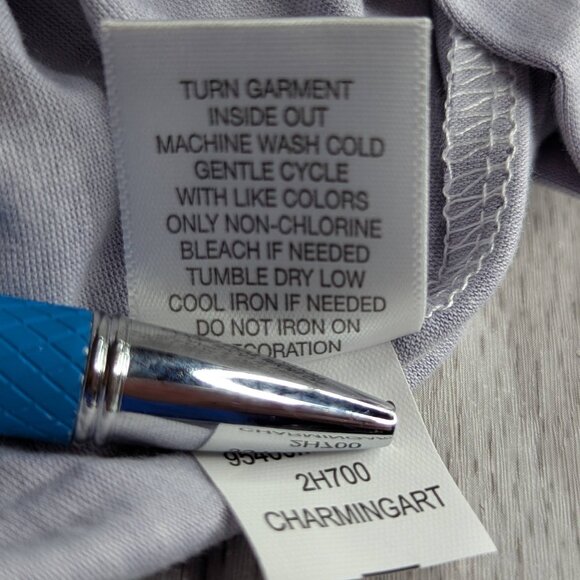 TURN GARMENT
INSIDE OUT
MACHINE WASH COLD
GENTLE CYCLE
WITH LIKE COLORS
ONLY NON-CHLORINE
BLEACH IF NEEDED
TUMBLE DRY LOW
COOL IRON IF NEEDED
DO NOT IRON ON
2H700
CHARMINGART